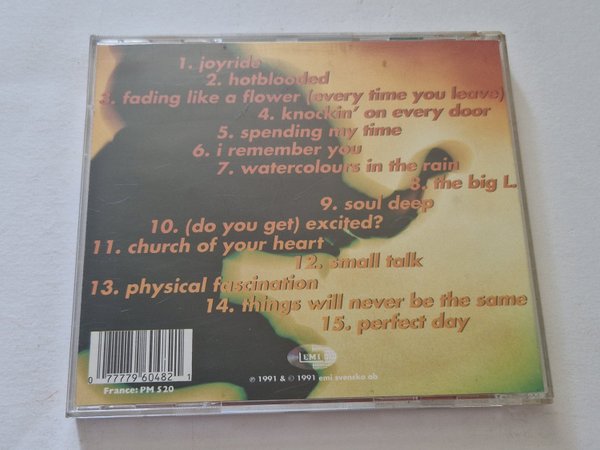 1. joyride
2. hotblooded
3. fading like a flower (every time you leave)
4. knockin' on every door
5. spending my time
6. i remember you
7. watercolours in the rain
8. the big L.
9. soul deep
10. (do you get) excited?
11. church of your heart
12. small talk
13. physical fascination
14. things will never be the same
15. perfect day
EMI
0 77779 60482 1
France: PM 520
℗ 1991 & © 1991 emi svenska ab